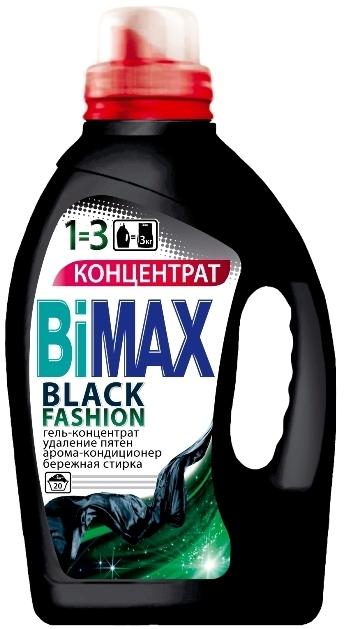 1=3 = 3кг
КОНЦЕНТРАТ
BiMAX
BLACK
FASHION
гель-концентрат
удаление пятен
арома-кондиционер
бережная стирка
20